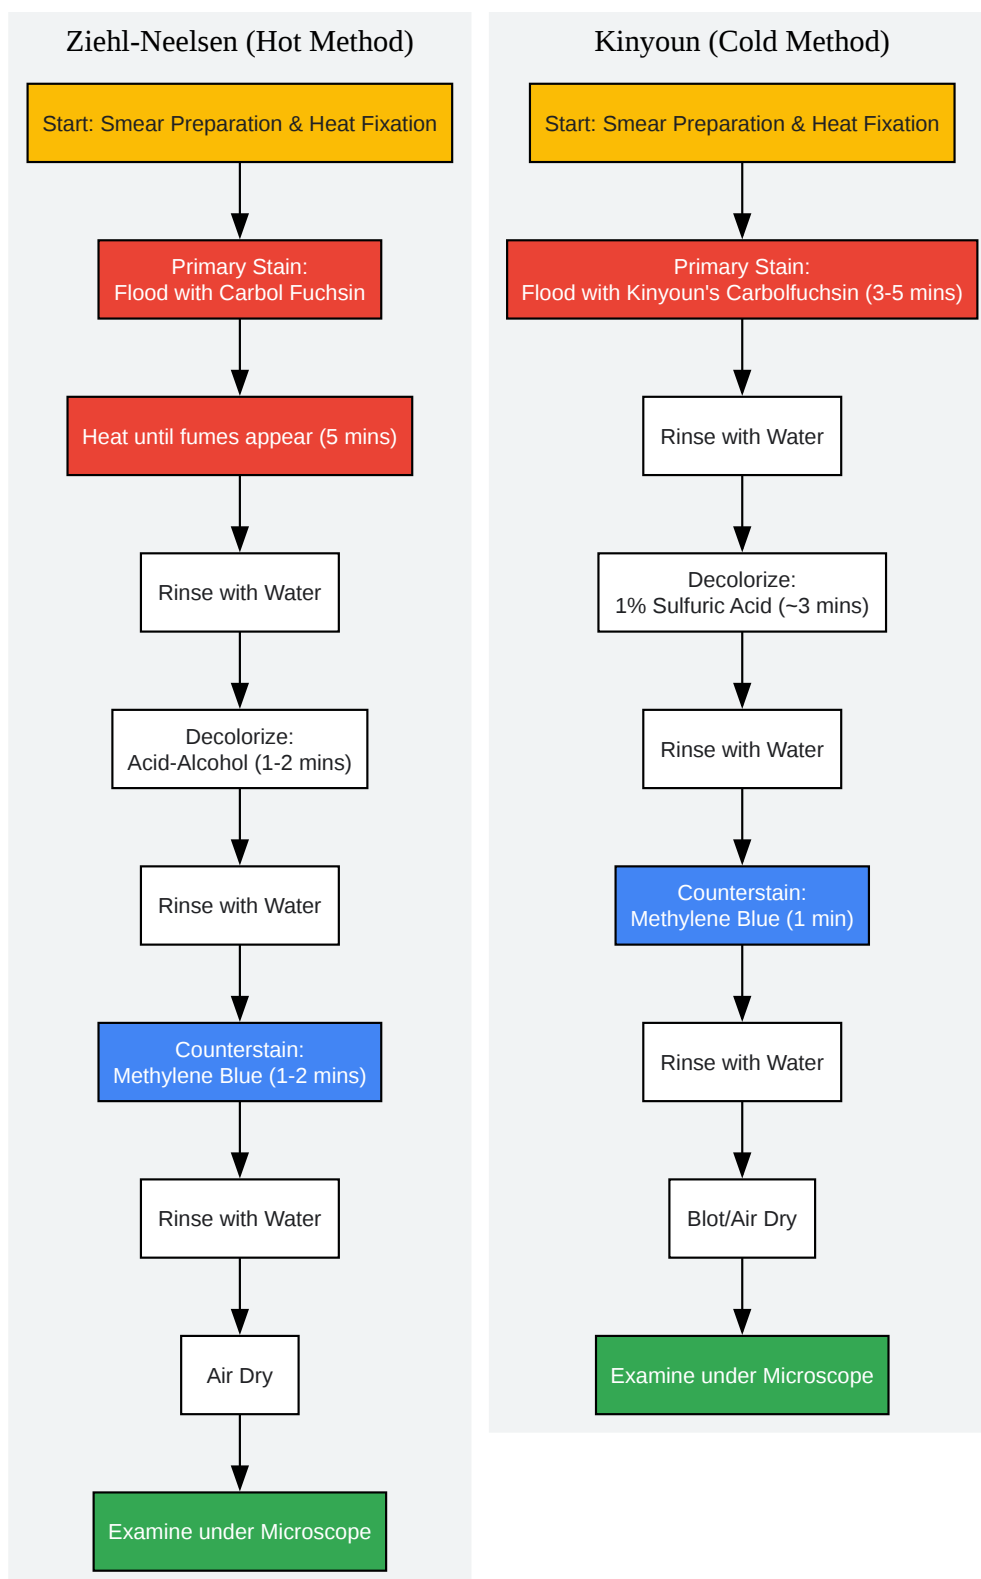 Ziehl-Neelsen (Hot Method)
Start: Smear Preparation & Heat Fixation
Primary Stain:
Flood with Carbol Fuchsin
Heat until fumes appear (5 mins)
Rinse with Water
Decolorize:
Acid-Alcohol (1-2 mins)
Rinse with Water
Counterstain:
Methylene Blue (1-2 mins)
Rinse with Water
Air Dry
Examine under Microscope
Kinyoun (Cold Method)
Start: Smear Preparation & Heat Fixation
Primary Stain:
Flood with Kinyoun's Carbolfuchsin (3-5 mins)
Rinse with Water
Decolorize:
1% Sulfuric Acid (~3 mins)
Rinse with Water
Counterstain:
Methylene Blue (1 min)
Rinse with Water
Blot/Air Dry
Examine under Microscope